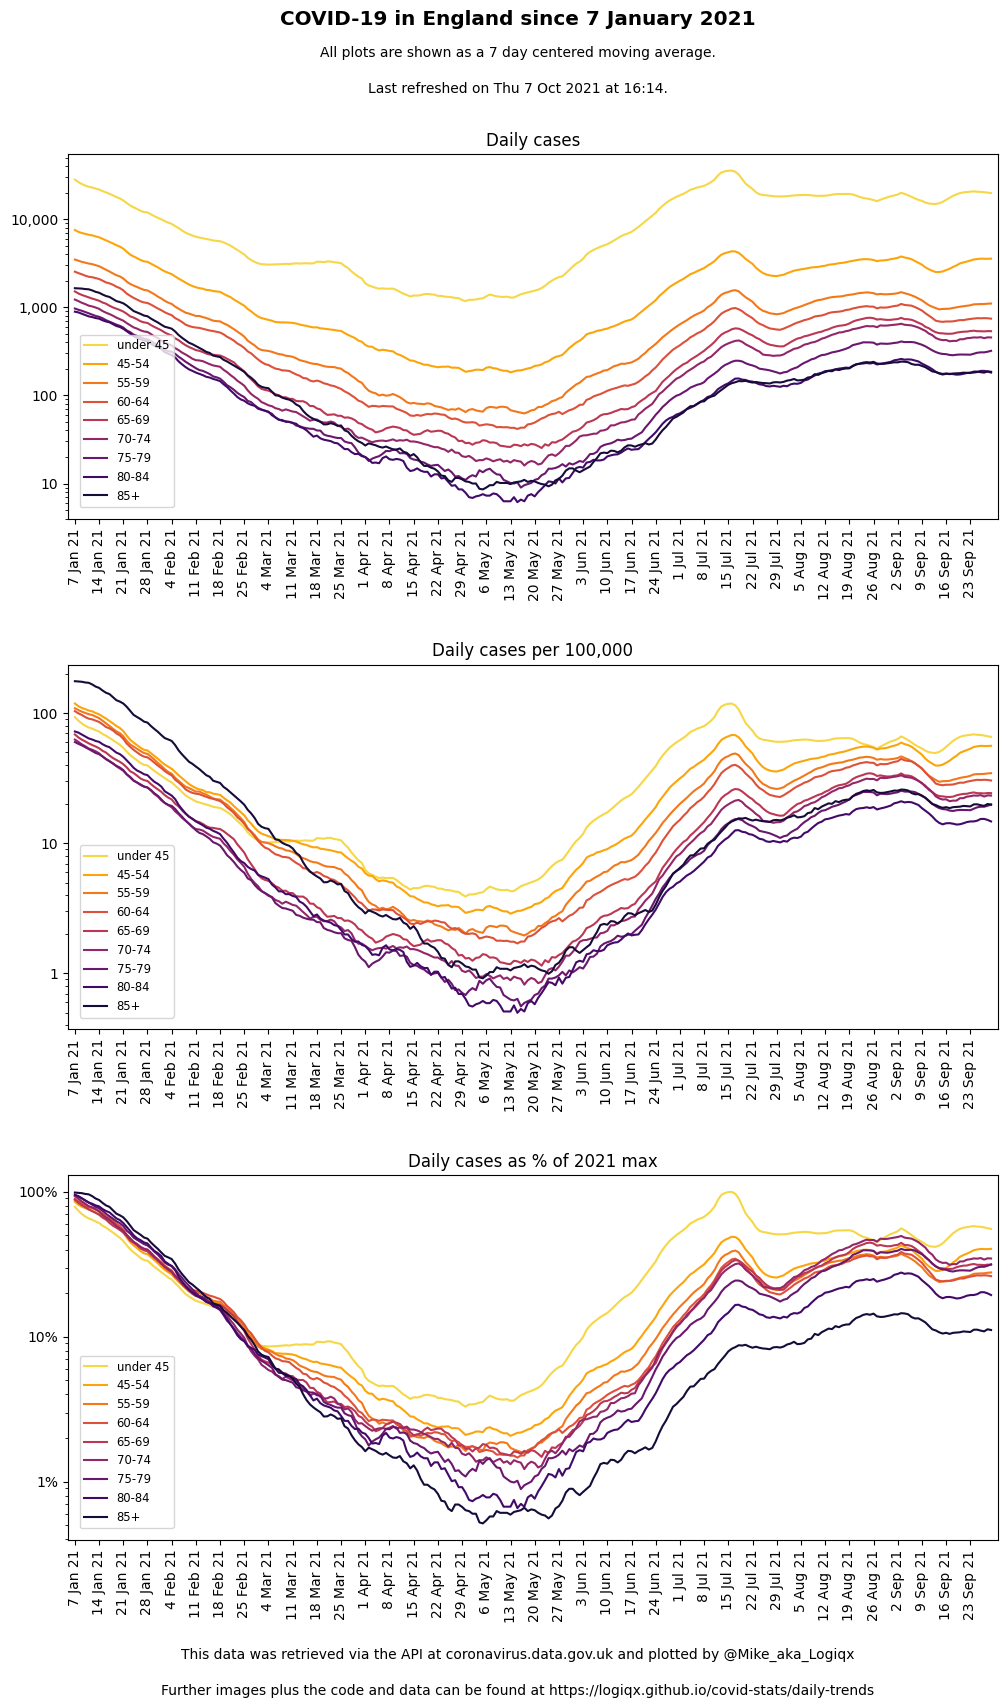 COVID-19 in England since 7 January 2021
All plots are shown as a 7 day centered moving average.
Last refreshed on Thu 7 Oct 2021 at 16:14.
Daily cases
10,000
1,000
100
10
under 45
45-54
55-59
60-64
65-69
70-74
75-79
80-84
85+
7 Jan 21
14 Jan 21
21 Jan 21
28 Jan 21
4 Feb 21
11 Feb 21
18 Feb 21
25 Feb 21
4 Mar 21
11 Mar 21
18 Mar 21
25 Mar 21
1 Apr 21
8 Apr 21
15 Apr 21
22 Apr 21
29 Apr 21
6 May 21
13 May 21
20 May 21
27 May 21
3 Jun 21
10 Jun 21
17 Jun 21
24 Jun 21
1 Jul 21
8 Jul 21
15 Jul 21
22 Jul 21
29 Jul 21
5 Aug 21
12 Aug 21
19 Aug 21
26 Aug 21
2 Sep 21
9 Sep 21
16 Sep 21
23 Sep 21
Daily cases per 100,000
100
10
1
under 45
45-54
55-59
60-64
65-69
70-74
75-79
80-84
85+
7 Jan 21
14 Jan 21
21 Jan 21
28 Jan 21
4 Feb 21
11 Feb 21
18 Feb 21
25 Feb 21
4 Mar 21
11 Mar 21
18 Mar 21
25 Mar 21
1 Apr 21
8 Apr 21
15 Apr 21
22 Apr 21
29 Apr 21
6 May 21
13 May 21
20 May 21
27 May 21
3 Jun 21
10 Jun 21
17 Jun 21
24 Jun 21
1 Jul 21
8 Jul 21
15 Jul 21
22 Jul 21
29 Jul 21
5 Aug 21
12 Aug 21
19 Aug 21
26 Aug 21
2 Sep 21
9 Sep 21
16 Sep 21
23 Sep 21
Daily cases as % of 2021 max
100%
10%
1%
under 45
45-54
55-59
60-64
65-69
70-74
75-79
80-84
85+
7 Jan 21
14 Jan 21
21 Jan 21
28 Jan 21
4 Feb 21
11 Feb 21
18 Feb 21
25 Feb 21
4 Mar 21
11 Mar 21
18 Mar 21
25 Mar 21
1 Apr 21
8 Apr 21
15 Apr 21
22 Apr 21
29 Apr 21
6 May 21
13 May 21
20 May 21
27 May 21
3 Jun 21
10 Jun 21
17 Jun 21
24 Jun 21
1 Jul 21
8 Jul 21
15 Jul 21
22 Jul 21
29 Jul 21
5 Aug 21
12 Aug 21
19 Aug 21
26 Aug 21
2 Sep 21
9 Sep 21
16 Sep 21
23 Sep 21
This data was retrieved via the API at coronavirus.data.gov.uk and plotted by @Mike_aka_Logiqx
Further images plus the code and data can be found at https://logiqx.github.io/covid-stats/daily-trends